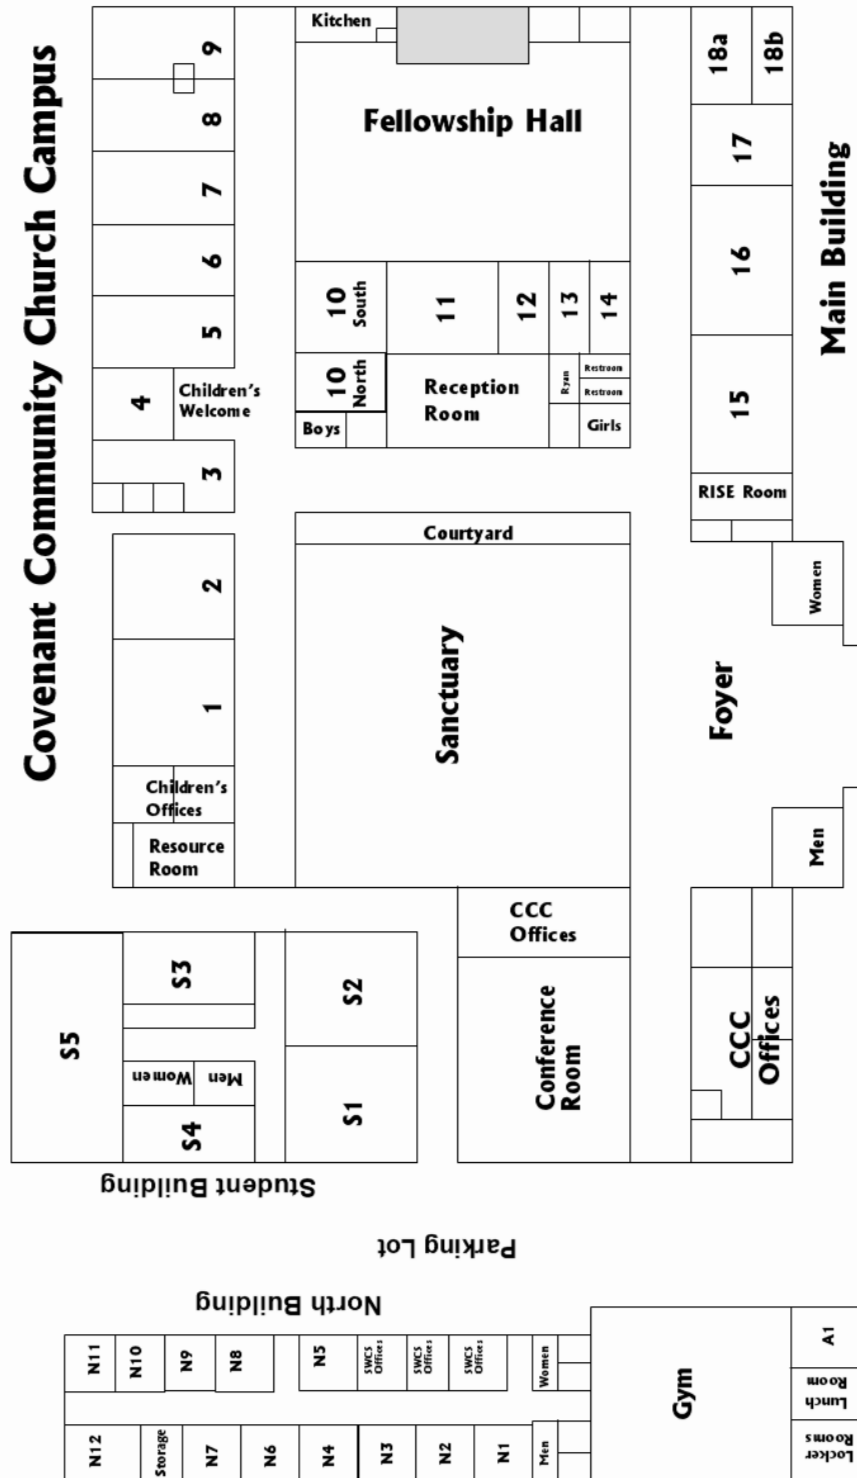 Covenant Community Church Campus
9
8
7
6
5
4
Children's
Welcome
3
2
1
Children's
Offices
Resource
Room
Kitchen
Fellowship Hall
10
South
11
12
13
14
10
North
Reception
Room
Ryan
Restroom
Restroom
Boys
Girls
Courtyard
Sanctuary
18a
18b
17
16
15
RISE Room
Main Building
Women
Foyer
Men
CCC
Offices
Conference
Room
CCC
Offices
S5
S3
S2
Women
Men
S4
S1
Student Building
Parking Lot
North Building
N11
N10
N9
N8
N5
SWCS
Offices
SWCS
Offices
SWCS
Offices
Women
N12
Storage
N7
N6
N4
N3
N2
N1
Men
Gym
A1
Lunch
Room
Locker
Rooms